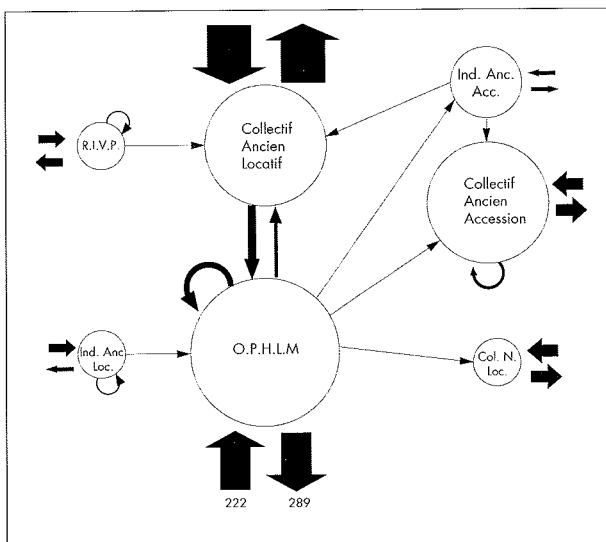 Ind. Anc.
Acc.
R.I.V.P.
Collectif
Ancien
Locatif
Collectif
Ancien
Accession
Ind. Anc
Loc.
O.P.H.L.M
Col. N.
Loc.
222
289